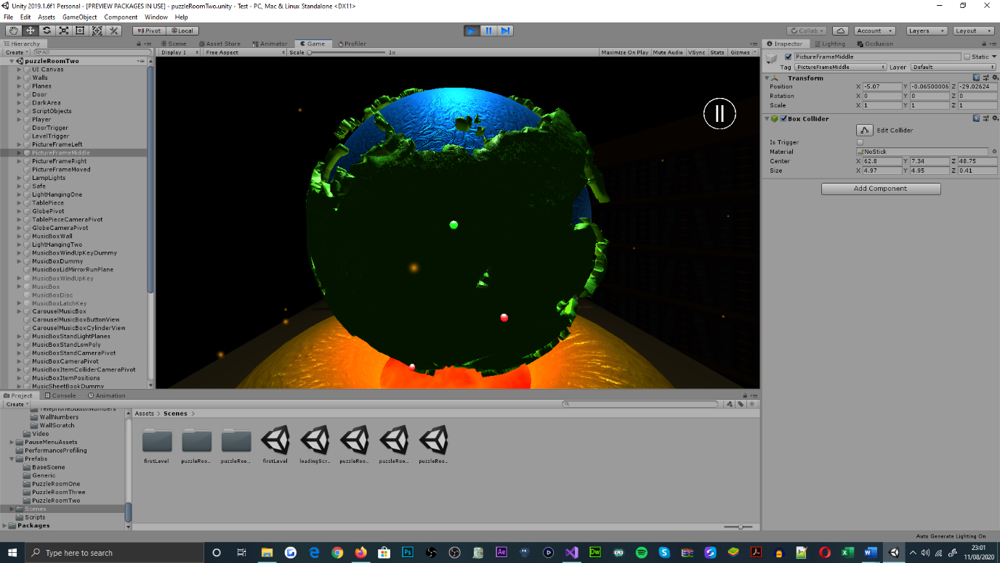 Unity 2019.1.6f1 Personal - [PREVIEW PACKAGES IN USE] - puzzleRoomTwo.unity - Test - PC, Mac & Linux Standalone <DX11>
File Edit Assets GameObject Component Window Help
Pivot Local Collab Account Layers Layout
Hierarchy
Create All
puzzleRoomTwo
UI Canvas
Walls
Planes
Door
DarkArea
ScriptObjects
Player
DoorTrigger
LevelTrigger
PictureFrameLeft
PictureFrameMiddle
PictureFrameRight
PictureFrameMoved
LampLights
Safe
LightHangingOne
TablePiece
GlobePivot
TablePieceCameraPivot
GlobeCameraPivot
MusicBoxWall
LightHangingTwo
MusicBoxWindUpKeyDummy
MusicBoxDummy
MusicBoxLidMirrorRunPlane
MusicBoxWindUpKey
MusicBox
MusicBoxDisc
MusicBoxLatchKey
CarouselMusicBox
CarouselMusicBoxButtonView
CarouselMusicBoxCylinderView
MusicBoxStandLightPlanes
MusicBoxStandLowPoly
MusicBoxStandCameraPivot
MusicBoxCameraPivot
MusicBoxItemColliderCameraPivot
MusicBoxItemPositions
MusicSheetBookDummy
Scene Asset Store Animator Game Profiler
Display 1 Free Aspect Scale 1x Maximize On Play Mute Audio VSync Stats Gizmos
Inspector Lighting Occlusion
PictureFrameMiddle Static
Tag PictureFrameMiddle Layer Default
Transform
Position X -5.07 Y -0.06500006 Z -29.02624
Rotation X 0 Y 0 Z 0
Scale X 1 Y 1 Z 1
Box Collider
Edit Collider
Is Trigger
Material NoStick
Center X 62.8 Y 7.34 Z 48.75
Size X 4.97 Y 4.95 Z 0.41
Add Component
Project Console Animation
Create
TelephoneButtonNumbers
WallNumbers
WallScratch
Video
PauseMenuAssets
PerformanceProfiling
Prefabs
BaseScene
Generic
PuzzleRoomOne
PuzzleRoomThree
PuzzleRoomTwo
Scenes
Scripts
Packages
Assets > Scenes >
firstLevel puzzleRo... puzzleRo... firstLevel loadingScr... puzzleRoo... puzzleRoo... puzzleRoo...
Auto Generate Lighting On
Type here to search
23:01
11/08/2020